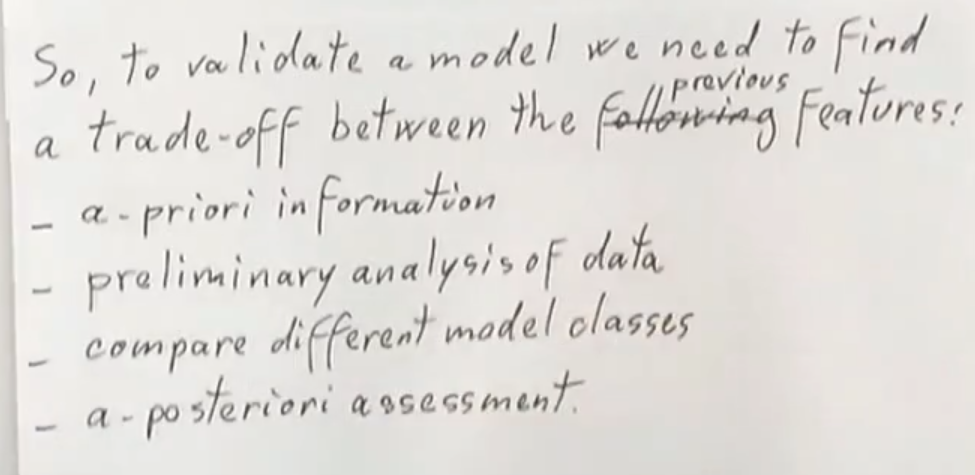 So, to validate a model we need to find
a trade-off between the ~~following~~ previous features:
- a-priori information
- preliminary analysis of data
- compare different model classes
- a-posteriori assessment.